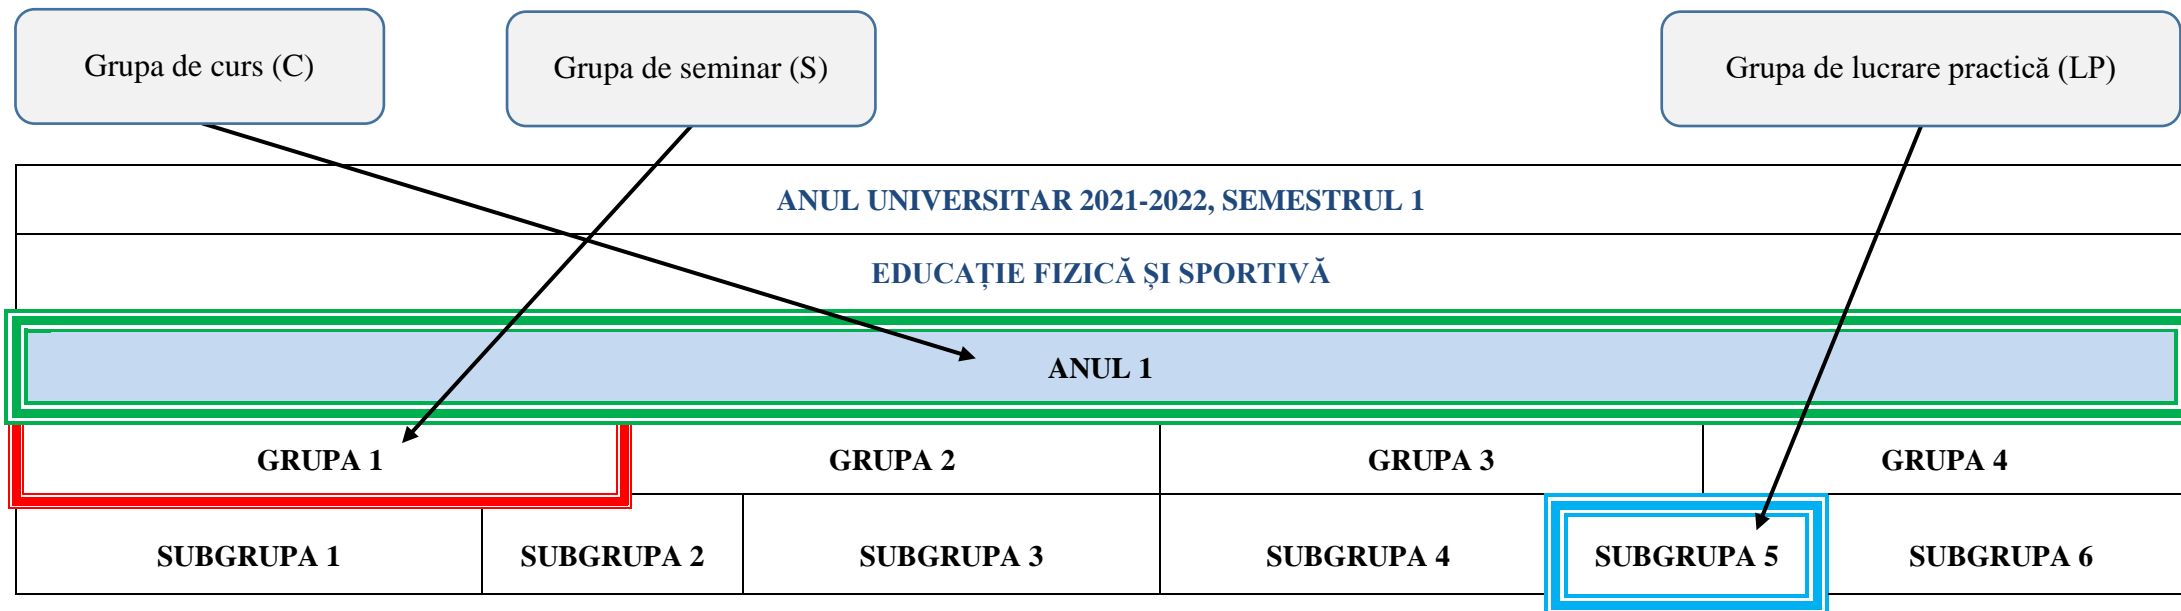 Grupa de curs (C)
Grupa de seminar (S)
Grupa de lucrare practică (LP)
ANUL UNIVERSITAR 2021-2022, SEMESTRUL 1
EDUCAȚIE FIZICĂ ȘI SPORTIVĂ
ANUL 1
GRUPA 1 GRUPA 2 GRUPA 3 GRUPA 4
SUBGRUPA 1 SUBGRUPA 2 SUBGRUPA 3 SUBGRUPA 4 SUBGRUPA 5 SUBGRUPA 6